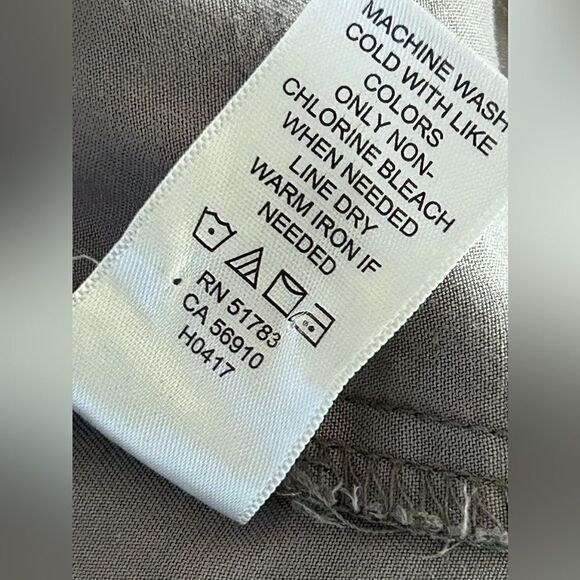 MACHINE WASH
COLD WITH LIKE
COLORS
ONLY NON-
CHLORINE BLEACH
WHEN NEEDED
LINE DRY
WARM IRON IF
NEEDED
RN 51783
CA 56910
H0417